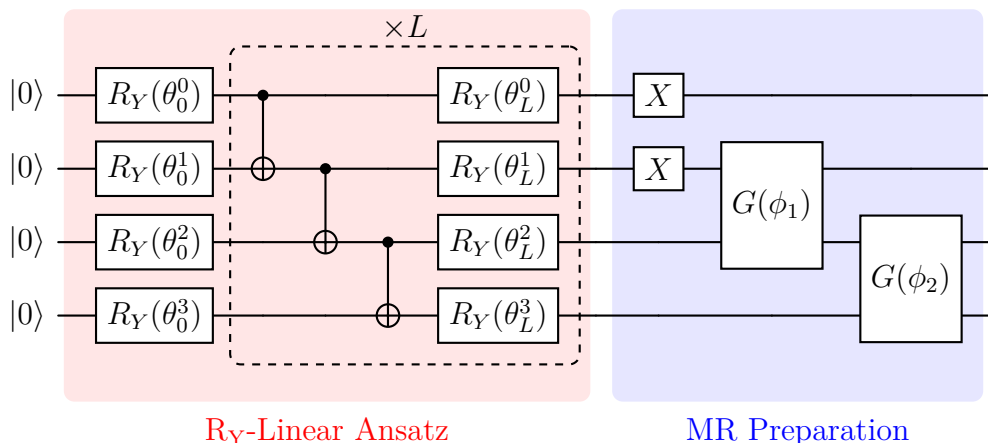 ×L
|0⟩ R_Y(θ_0^0) R_Y(θ_L^0) X
|0⟩ R_Y(θ_0^1) R_Y(θ_L^1) X G(ϕ_1)
|0⟩ R_Y(θ_0^2) R_Y(θ_L^2) G(ϕ_2)
|0⟩ R_Y(θ_0^3) R_Y(θ_L^3)
R_Y-Linear Ansatz MR Preparation